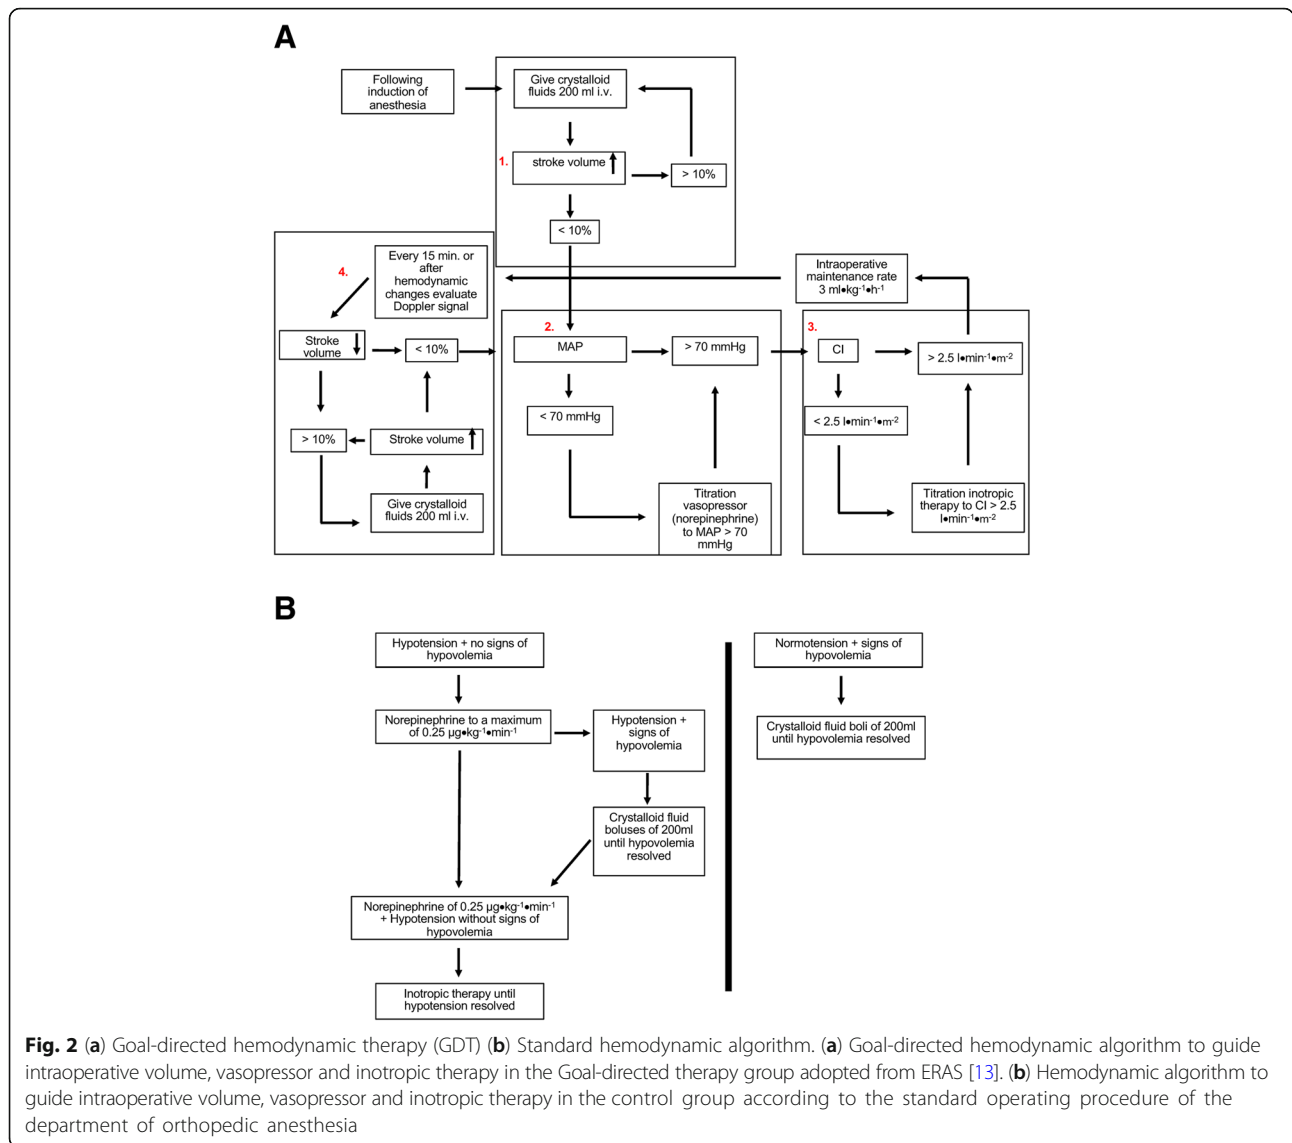 A
Following
induction of
anesthesia
Give crystalloid
fluids 200 ml i.v.
1.
stroke volume
> 10%
< 10%
4.
Every 15 min. or
after
hemodynamic
changes evaluate
Doppler signal
Intraoperative
maintenance rate
3 ml•kg-1•h-1
Stroke
volume
< 10%
> 10%
Stroke volume
Give crystalloid
fluids 200 ml i.v.
2.
MAP
> 70 mmHg
< 70 mmHg
Titration
vasopressor
(norepinephrine)
to MAP > 70
mmHg
3.
CI
> 2.5 l•min-1•m-2
< 2.5 l•min-1•m-2
Titration inotropic
therapy to CI > 2.5
l•min-1•m-2
B
Hypotension + no signs of
hypovolemia
Norepinephrine to a maximum
of 0.25 µg•kg-1•min-1
Hypotension +
signs of
hypovolemia
Crystalloid fluid
boluses of 200ml
until hypovolemia
resolved
Norepinephrine of 0.25 µg•kg-1•min-1
+ Hypotension without signs of
hypovolemia
Inotropic therapy until
hypotension resolved
Normotension + signs of
hypovolemia
Crystalloid fluid boli of 200ml
until hypovolemia resolved
Fig. 2 (a) Goal-directed hemodynamic therapy (GDT) (b) Standard hemodynamic algorithm. (a) Goal-directed hemodynamic algorithm to guide
intraoperative volume, vasopressor and inotropic therapy in the Goal-directed therapy group adopted from ERAS [13]. (b) Hemodynamic algorithm to
guide intraoperative volume, vasopressor and inotropic therapy in the control group according to the standard operating procedure of the
department of orthopedic anesthesia